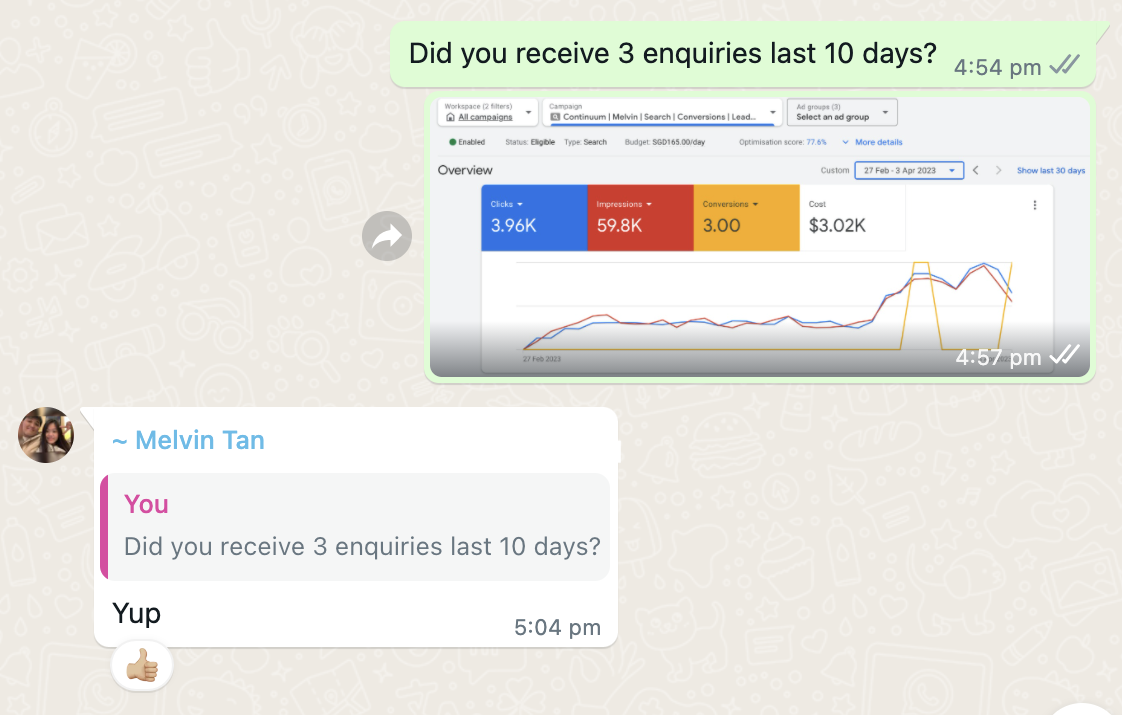 Did you receive 3 enquiries last 10 days?
4:54 pm
Workspace (2 filters)
All campaigns
Campaign
Continuum | Melvin | Search | Conversions | Lead...
Ad groups (3)
Select an ad group
Enabled Status: Eligible Type: Search Budget: SGD165.00/day Optimisation score: 77.6% More details
Overview
Custom 27 Feb - 3 Apr 2023 Show last 30 days
Clicks Impressions Conversions Cost
3.96K 59.8K 3.00 $3.02K
27 Feb 2023
4:57 pm
~ Melvin Tan
You
Did you receive 3 enquiries last 10 days?
Yup
5:04 pm